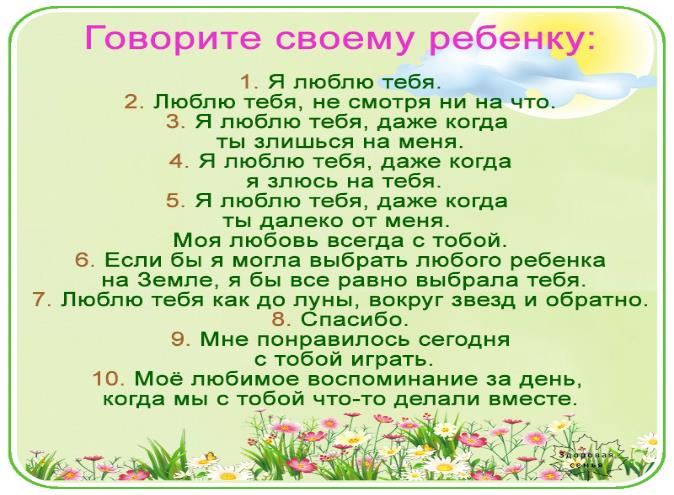 Говорите своему ребенку:
1. Я люблю тебя.
2. Люблю тебя, не смотря ни на что.
3. Я люблю тебя, даже когда
ты злишься на меня.
4. Я люблю тебя, даже когда
я злюсь на тебя.
5. Я люблю тебя, даже когда
ты далеко от меня.
Моя любовь всегда с тобой.
6. Если бы я могла выбрать любого ребенка
на Земле, я бы все равно выбрала тебя.
7. Люблю тебя как до луны, вокруг звезд и обратно.
8. Спасибо.
9. Мне понравилось сегодня
с тобой играть.
10. Моё любимое воспоминание за день,
когда мы с тобой что-то делали вместе.
Здоровая
семья